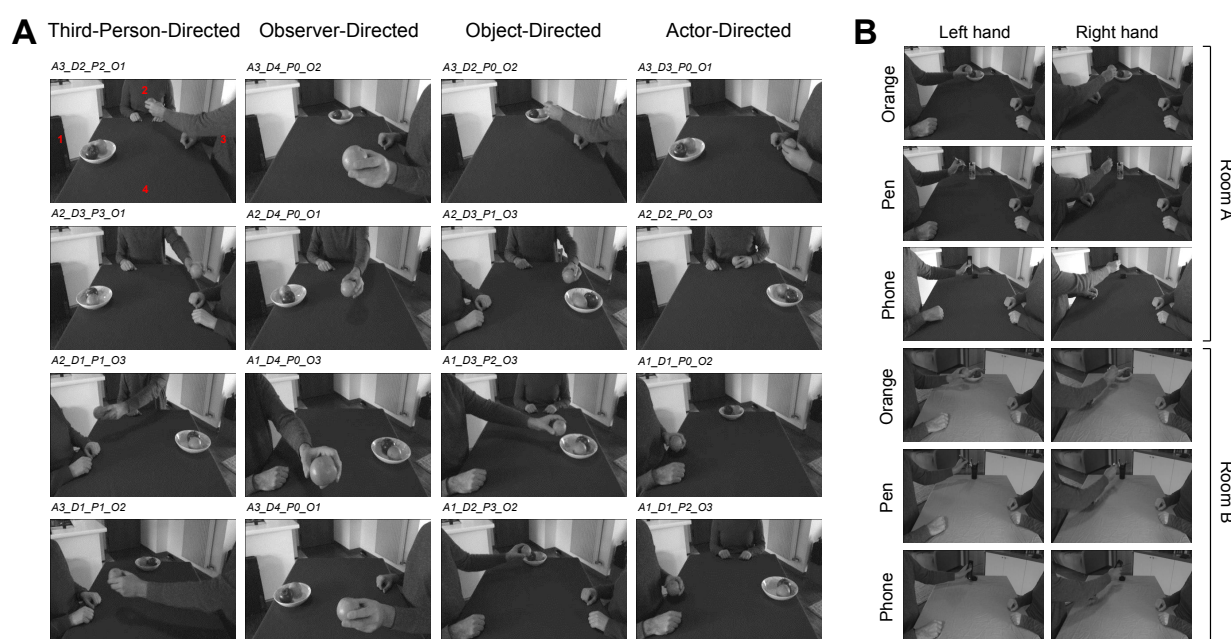 A Third-Person-Directed Observer-Directed Object-Directed Actor-Directed
A3_D2_P2_O1 A3_D4_P0_O2 A3_D2_P0_O2 A3_D3_P0_O1
2
1 3
4
A2_D3_P3_O1 A2_D4_P0_O1 A2_D3_P1_O3 A2_D2_P0_O3
A2_D1_P1_O3 A1_D4_P0_O3 A1_D3_P2_O3 A1_D1_P0_O2
A3_D1_P1_O2 A3_D4_P0_O1 A1_D2_P3_O2 A1_D1_P2_O3
B Left hand Right hand
Orange
Pen
Phone
Room A
Orange
Pen
Phone
Room B